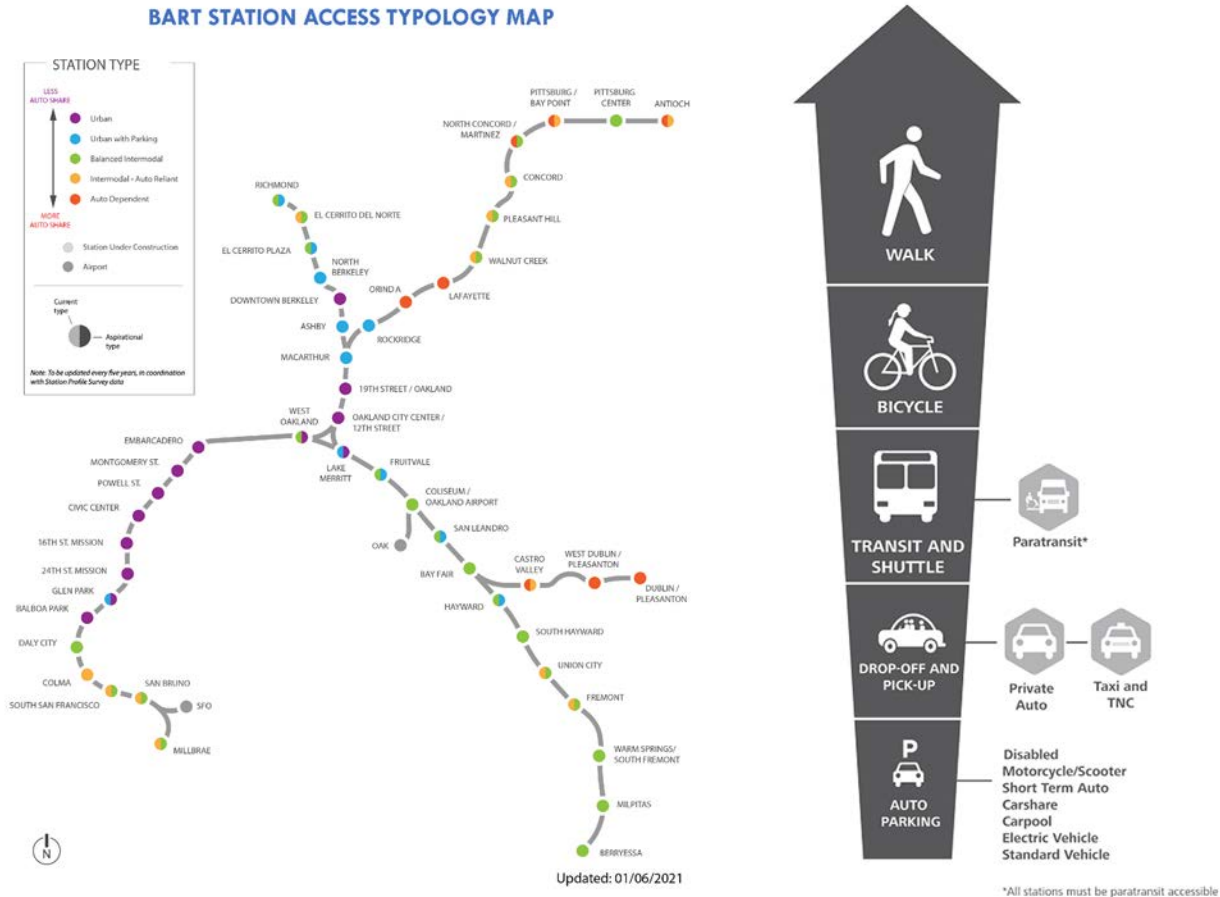 BART STATION ACCESS TYPOLOGY MAP
STATION TYPE
LESS
AUTO SHARE
MORE
AUTO SHARE
Urban
Urban with Parking
Balanced Intermodal
Intermodal - Auto Reliant
Auto Dependent
Station Under Construction
Airport
Current
type
Aspirational
type
Note: To be updated every five years, in coordination
with Station Profile Survey data
PITTSBURG /
BAY POINT
PITTSBURG
CENTER
ANTIOCH
NORTH CONCORD /
MARTINEZ
CONCORD
PLEASANT HILL
WALNUT CREEK
LAFAYETTE
ORINDA
ROCKRIDGE
RICHMOND
EL CERRITO DEL NORTE
EL CERRITO PLAZA
NORTH
BERKELEY
DOWNTOWN BERKELEY
ASHBY
MACARTHUR
19TH STREET / OAKLAND
OAKLAND CITY CENTER /
12TH STREET
WEST
OAKLAND
LAKE
MERRITT
EMBARCADERO
MONTGOMERY ST.
POWELL ST.
CIVIC CENTER
16TH ST. MISSION
24TH ST. MISSION
GLEN PARK
BALBOA PARK
DALY CITY
COLMA
SOUTH SAN FRANCISCO
SAN BRUNO
SFO
MILLBRAE
FRUITVALE
COLISEUM /
OAKLAND AIRPORT
OAK
SAN LEANDRO
BAY FAIR
CASTRO
VALLEY
WEST DUBLIN /
PLEASANTON
DUBLIN /
PLEASANTON
HAYWARD
SOUTH HAYWARD
UNION CITY
FREMONT
WARM SPRINGS/
SOUTH FREMONT
MILPITAS
BERRYESSA
N
Updated: 01/06/2021
WALK
BICYCLE
TRANSIT AND
SHUTTLE
Paratransit*
DROP-OFF AND
PICK-UP
Private
Auto
Taxi and
TNC
P
AUTO
PARKING
Disabled
Motorcycle/Scooter
Short Term Auto
Carshare
Carpool
Electric Vehicle
Standard Vehicle
*All stations must be paratransit accessible